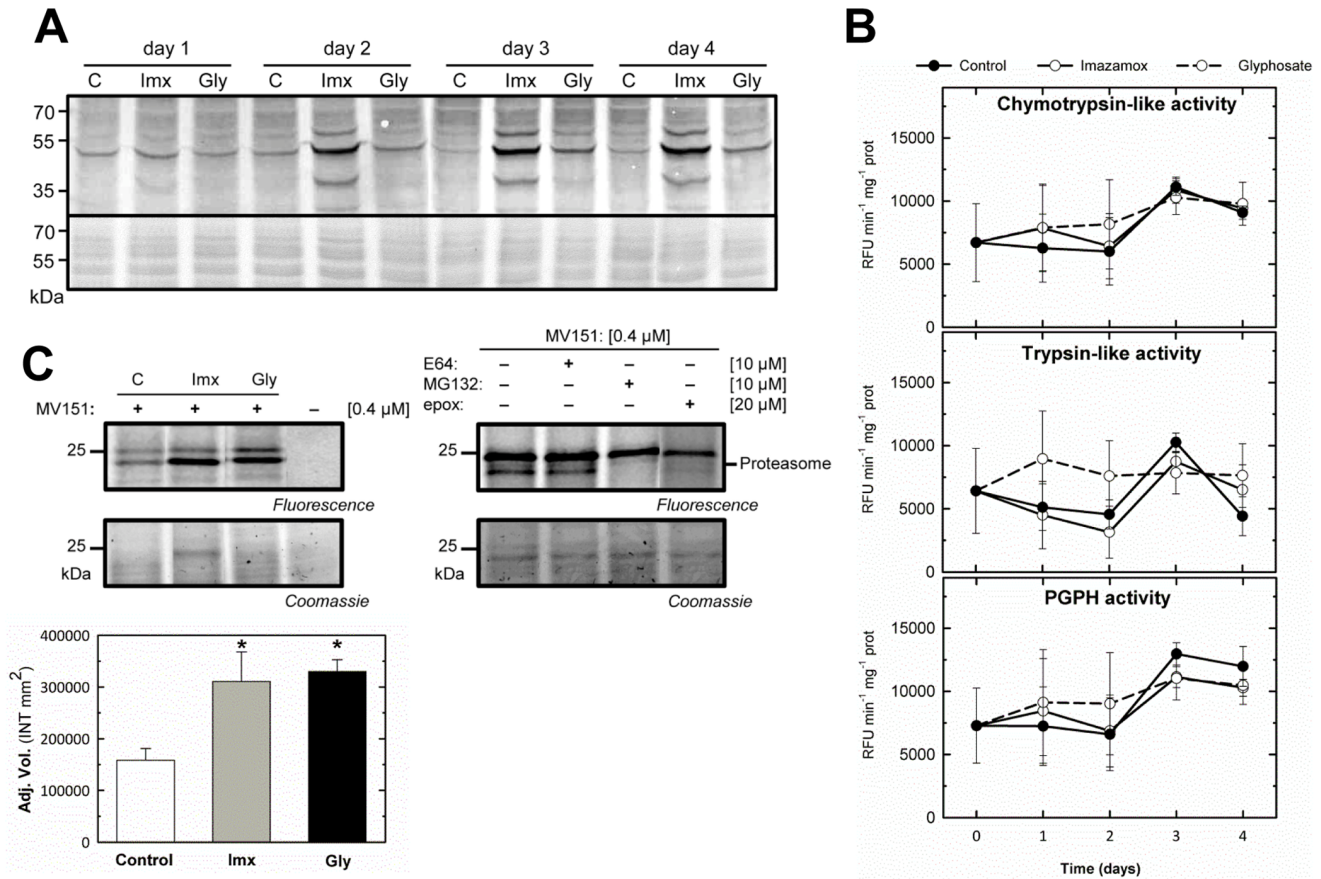 A
day 1 day 2 day 3 day 4
C Imx Gly C Imx Gly C Imx Gly C Imx Gly
70
55
35
70
55
kDa
B
Control Imazamox Glyphosate
Chymotrypsin-like activity
RFU min-1 mg-1 prot
15000
10000
5000
0
Trypsin-like activity
RFU min-1 mg-1 prot
15000
10000
5000
0
PGPH activity
RFU min-1 mg-1 prot
15000
10000
5000
0
0 1 2 3 4
Time (days)
C
C Imx Gly
MV151: + + + – [0.4 µM]
25
Fluorescence
25
kDa
Coomassie
MV151: [0.4 µM]
E64: – + – – [10 µM]
MG132: – – + – [10 µM]
epox: – – – + [20 µM]
25
Proteasome
Fluorescence
25
kDa
Coomassie
Adj. Vol. (INT mm2)
400000
300000
200000
100000
0
* *
Control Imx Gly